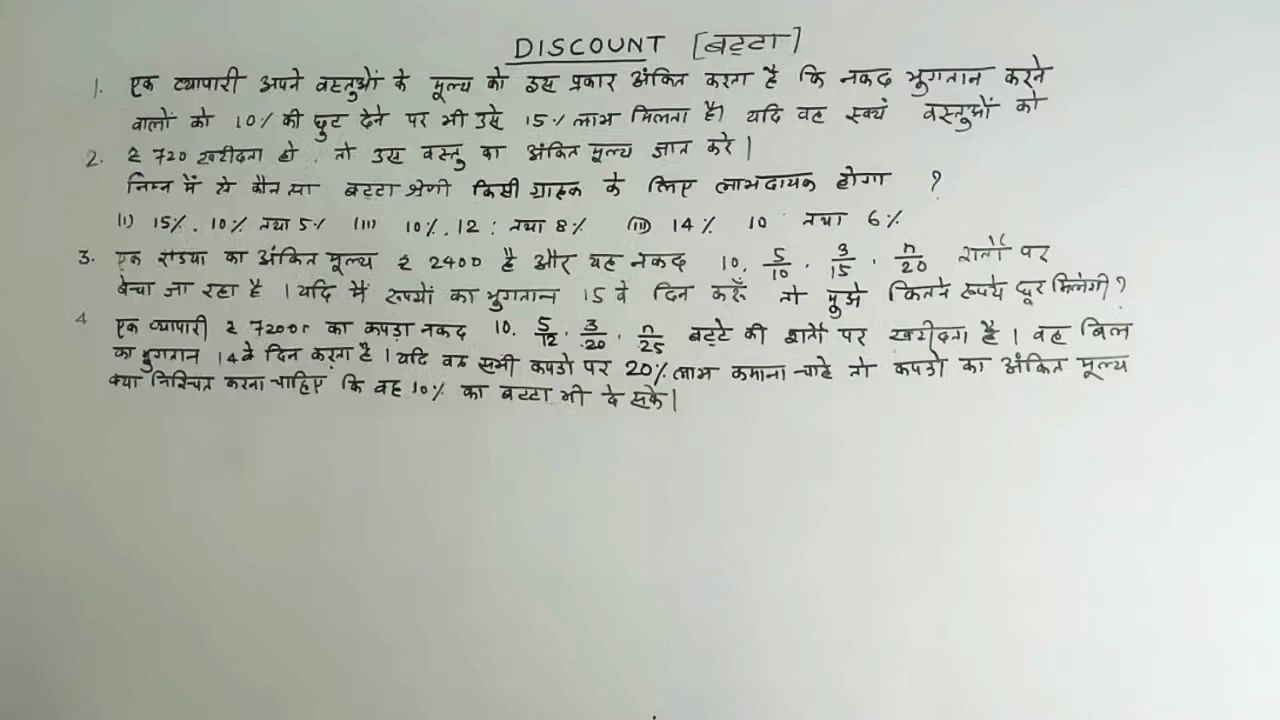 DISCOUNT [बट्टा]
1. एक व्यापारी अपने वस्तुओं के मूल्य को इस प्रकार अंकित करता है कि नकद भुगतान करने
वालों को 10% की छुट देने पर भी उसे 15% लाभ मिलता है। यदि वह स्वयं वस्तुओं को
₹ 720 खरीदता हो तो उस वस्तु का अंकित मूल्य ज्ञात करे।
2. निम्न में से कौन सा बट्टा श्रेणी किसी ग्राहक के लिए लाभदायक होगा ?
(i) 15%. 10% तथा 5% (ii) 10%. 12: तथा 8% (iii) 14% 10 तथा 6%
3. एक का अंकित मूल्य ₹ 2400 है और यह नकद 10, 5/10, 3/15, n/20 शर्तो पर
बेचा जा रहा है। यदि मैं रूपयों का भुगतान 15 वे दिन करूँ तो मुझे कितने रूपये छूट मिलेगी?
4 एक व्यापारी ₹ 7200 का कपड़ा नकद 10. 5/12. 3/20. n/25 बट्टे की शर्तो पर खरीदता है। वह बिल
का भुगतान 14 वे दिन करता है। यदि वह सभी कपडो पर 20% लाभ कमाना चाहे तो कपडो का अंकित मूल्य
क्या निश्चित करना चाहिए कि वह 10% का बट्टा भी दे सके।